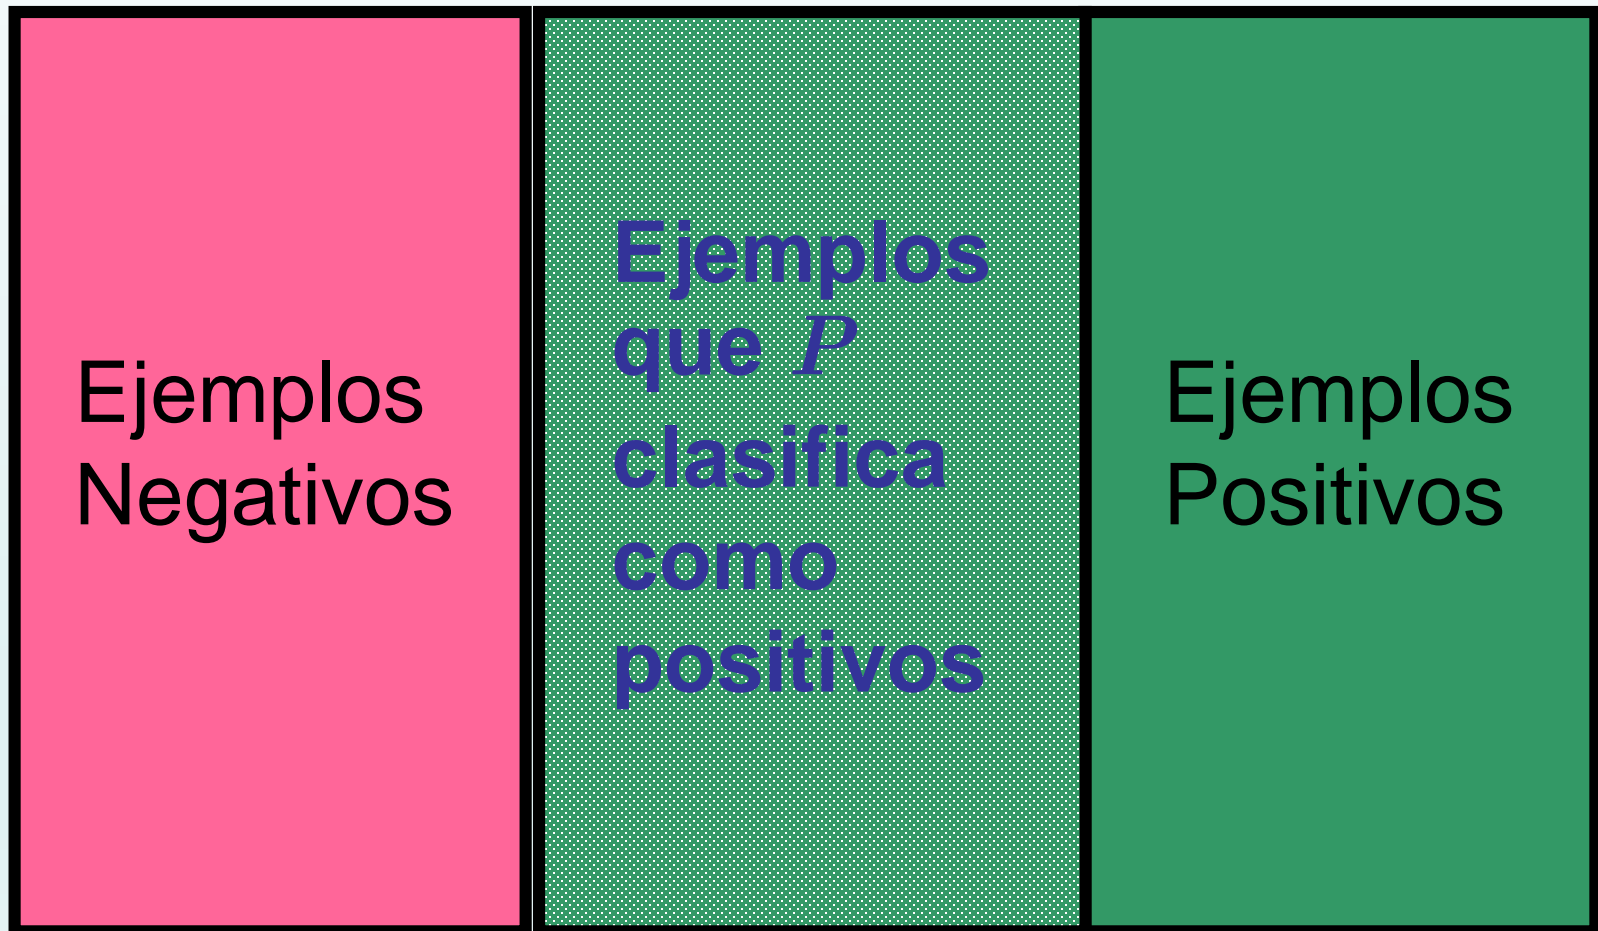 Ejemplos
Negativos
Ejemplos
que P
clasifica
como
positivos
Ejemplos
Positivos